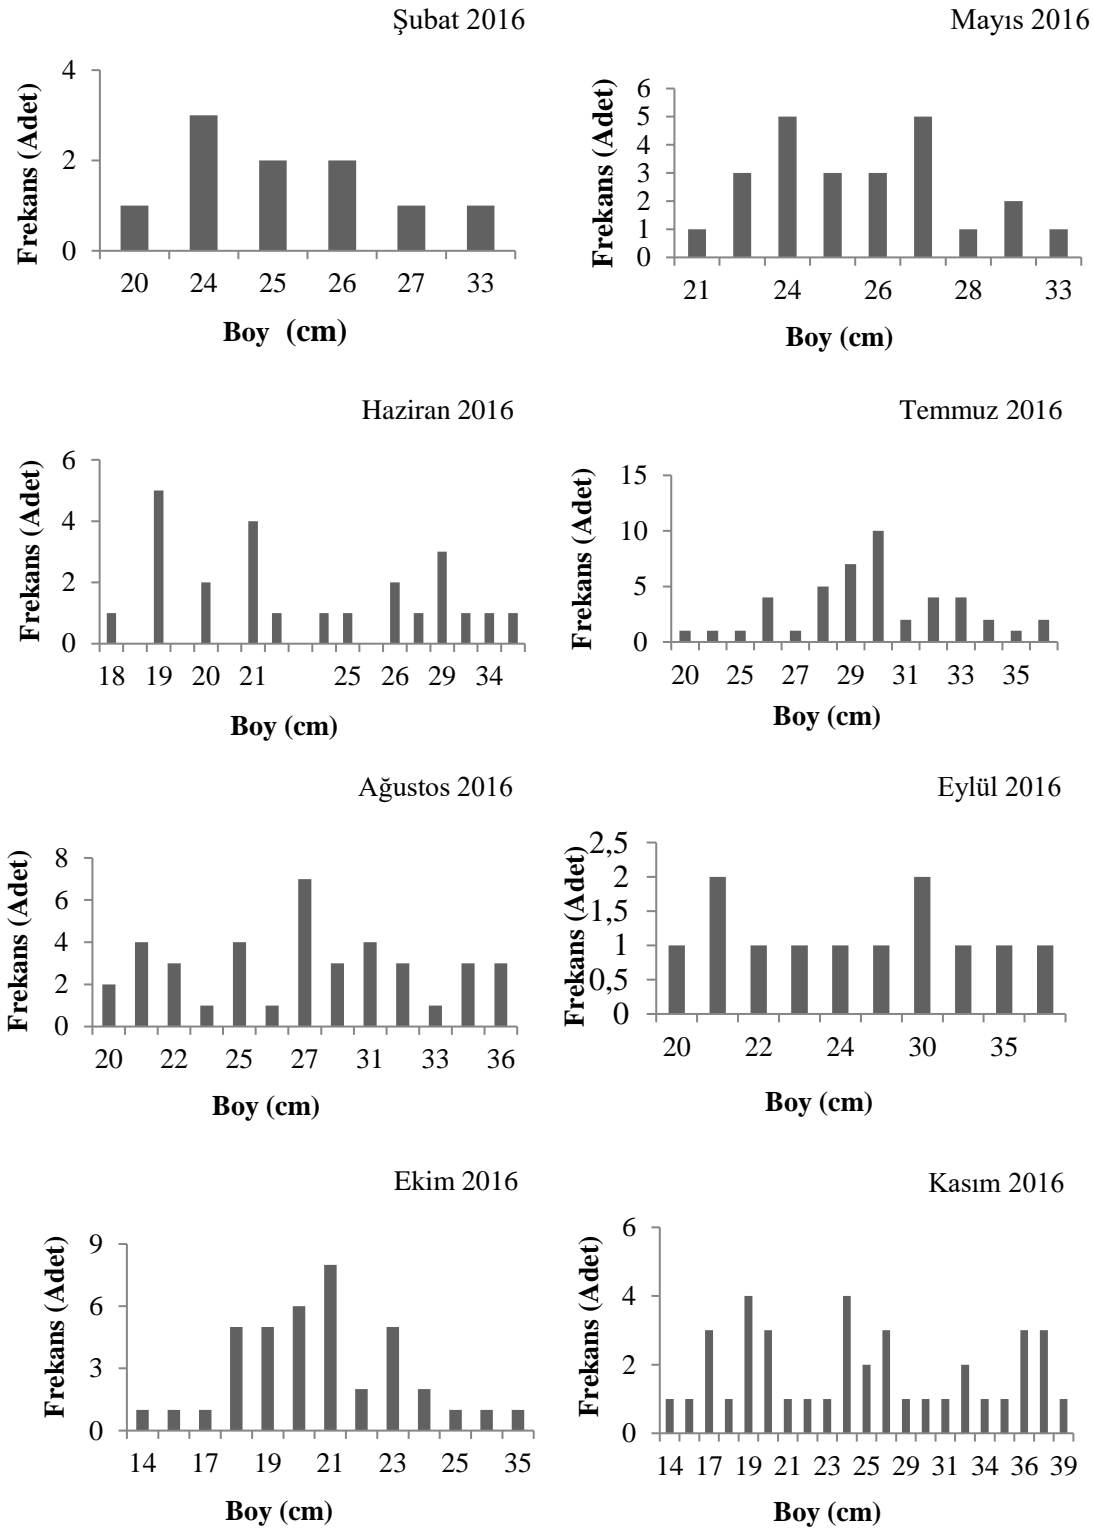 Şubat 2016
Frekans (Adet)
4
2
0
20 24 25 26 27 33
Boy (cm)
Mayıs 2016
Frekans (Adet)
6
5
4
3
2
1
0
21 24 26 28 33
Boy (cm)
Haziran 2016
Frekans (Adet)
6
4
2
0
18 19 20 21 25 26 29 34
Boy (cm)
Temmuz 2016
Frekans (Adet)
15
10
5
0
20 25 27 29 31 33 35
Boy (cm)
Ağustos 2016
Frekans (Adet)
8
6
4
2
0
20 22 25 27 31 33 36
Boy (cm)
Eylül 2016
Frekans (Adet)
2,5
2
1,5
1
0,5
0
20 22 24 30 35
Boy (cm)
Ekim 2016
Frekans (Adet)
9
6
3
0
14 17 19 21 23 25 35
Boy (cm)
Kasım 2016
Frekans (Adet)
6
4
2
0
14 17 19 21 23 25 29 31 34 36 39
Boy (cm)